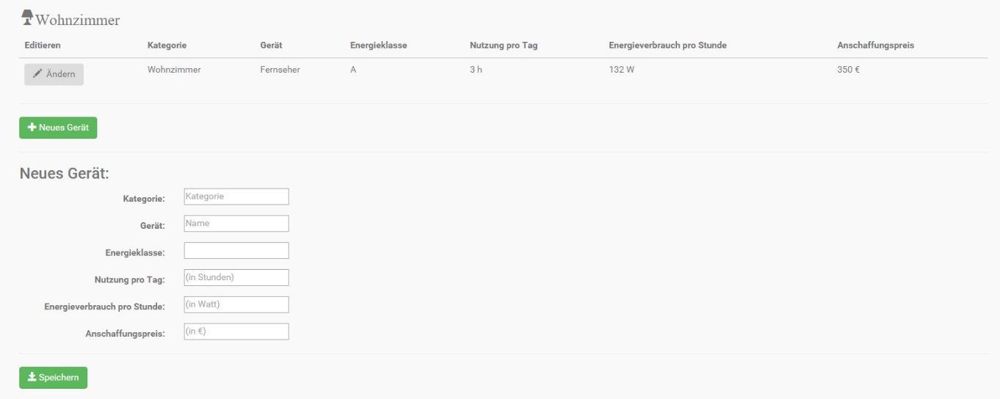 Wohnzimmer
Editieren Kategorie Gerät Energieklasse Nutzung pro Tag Energieverbrauch pro Stunde Anschaffungspreis
Ändern Wohnzimmer Fernseher A 3 h 132 W 350 €
Neues Gerät
Neues Gerät:
Kategorie: Kategorie
Gerät: Name
Energieklasse:
Nutzung pro Tag: (in Stunden)
Energieverbrauch pro Stunde: (in Watt)
Anschaffungspreis: (in €)
Speichern